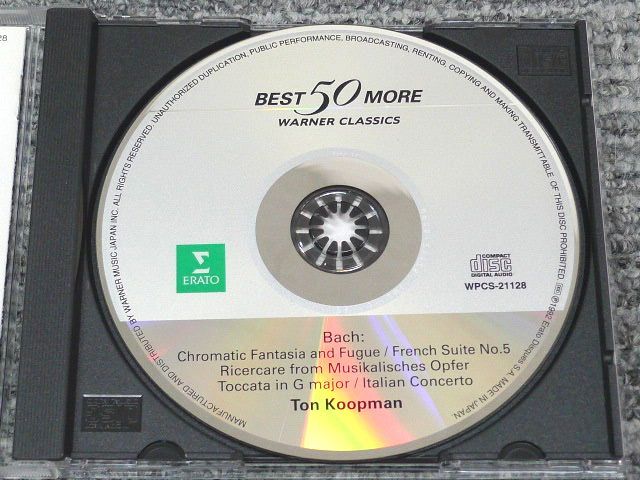 MANUFACTURED AND DISTRIBUTED BY WARNER MUSIC JAPAN INC. ALL RIGHTS RESERVED. UNAUTHORIZED DUPLICATION, PUBLIC PERFORMANCE, BROADCASTING, RENTING, COPYING AND MAKING TRANSMITTABLE OF THIS DISC PROHIBITED ℗1992 Erato Disques S.A. MADE IN JAPAN.
BEST 50 MORE
WARNER CLASSICS
Σ
ERATO
COMPACT
disc
DIGITAL AUDIO
WPCS-21128
Bach:
Chromatic Fantasia and Fugue / French Suite No.5
Ricercare from Musikalisches Opfer
Toccata in G major / Italian Concerto
Ton Koopman